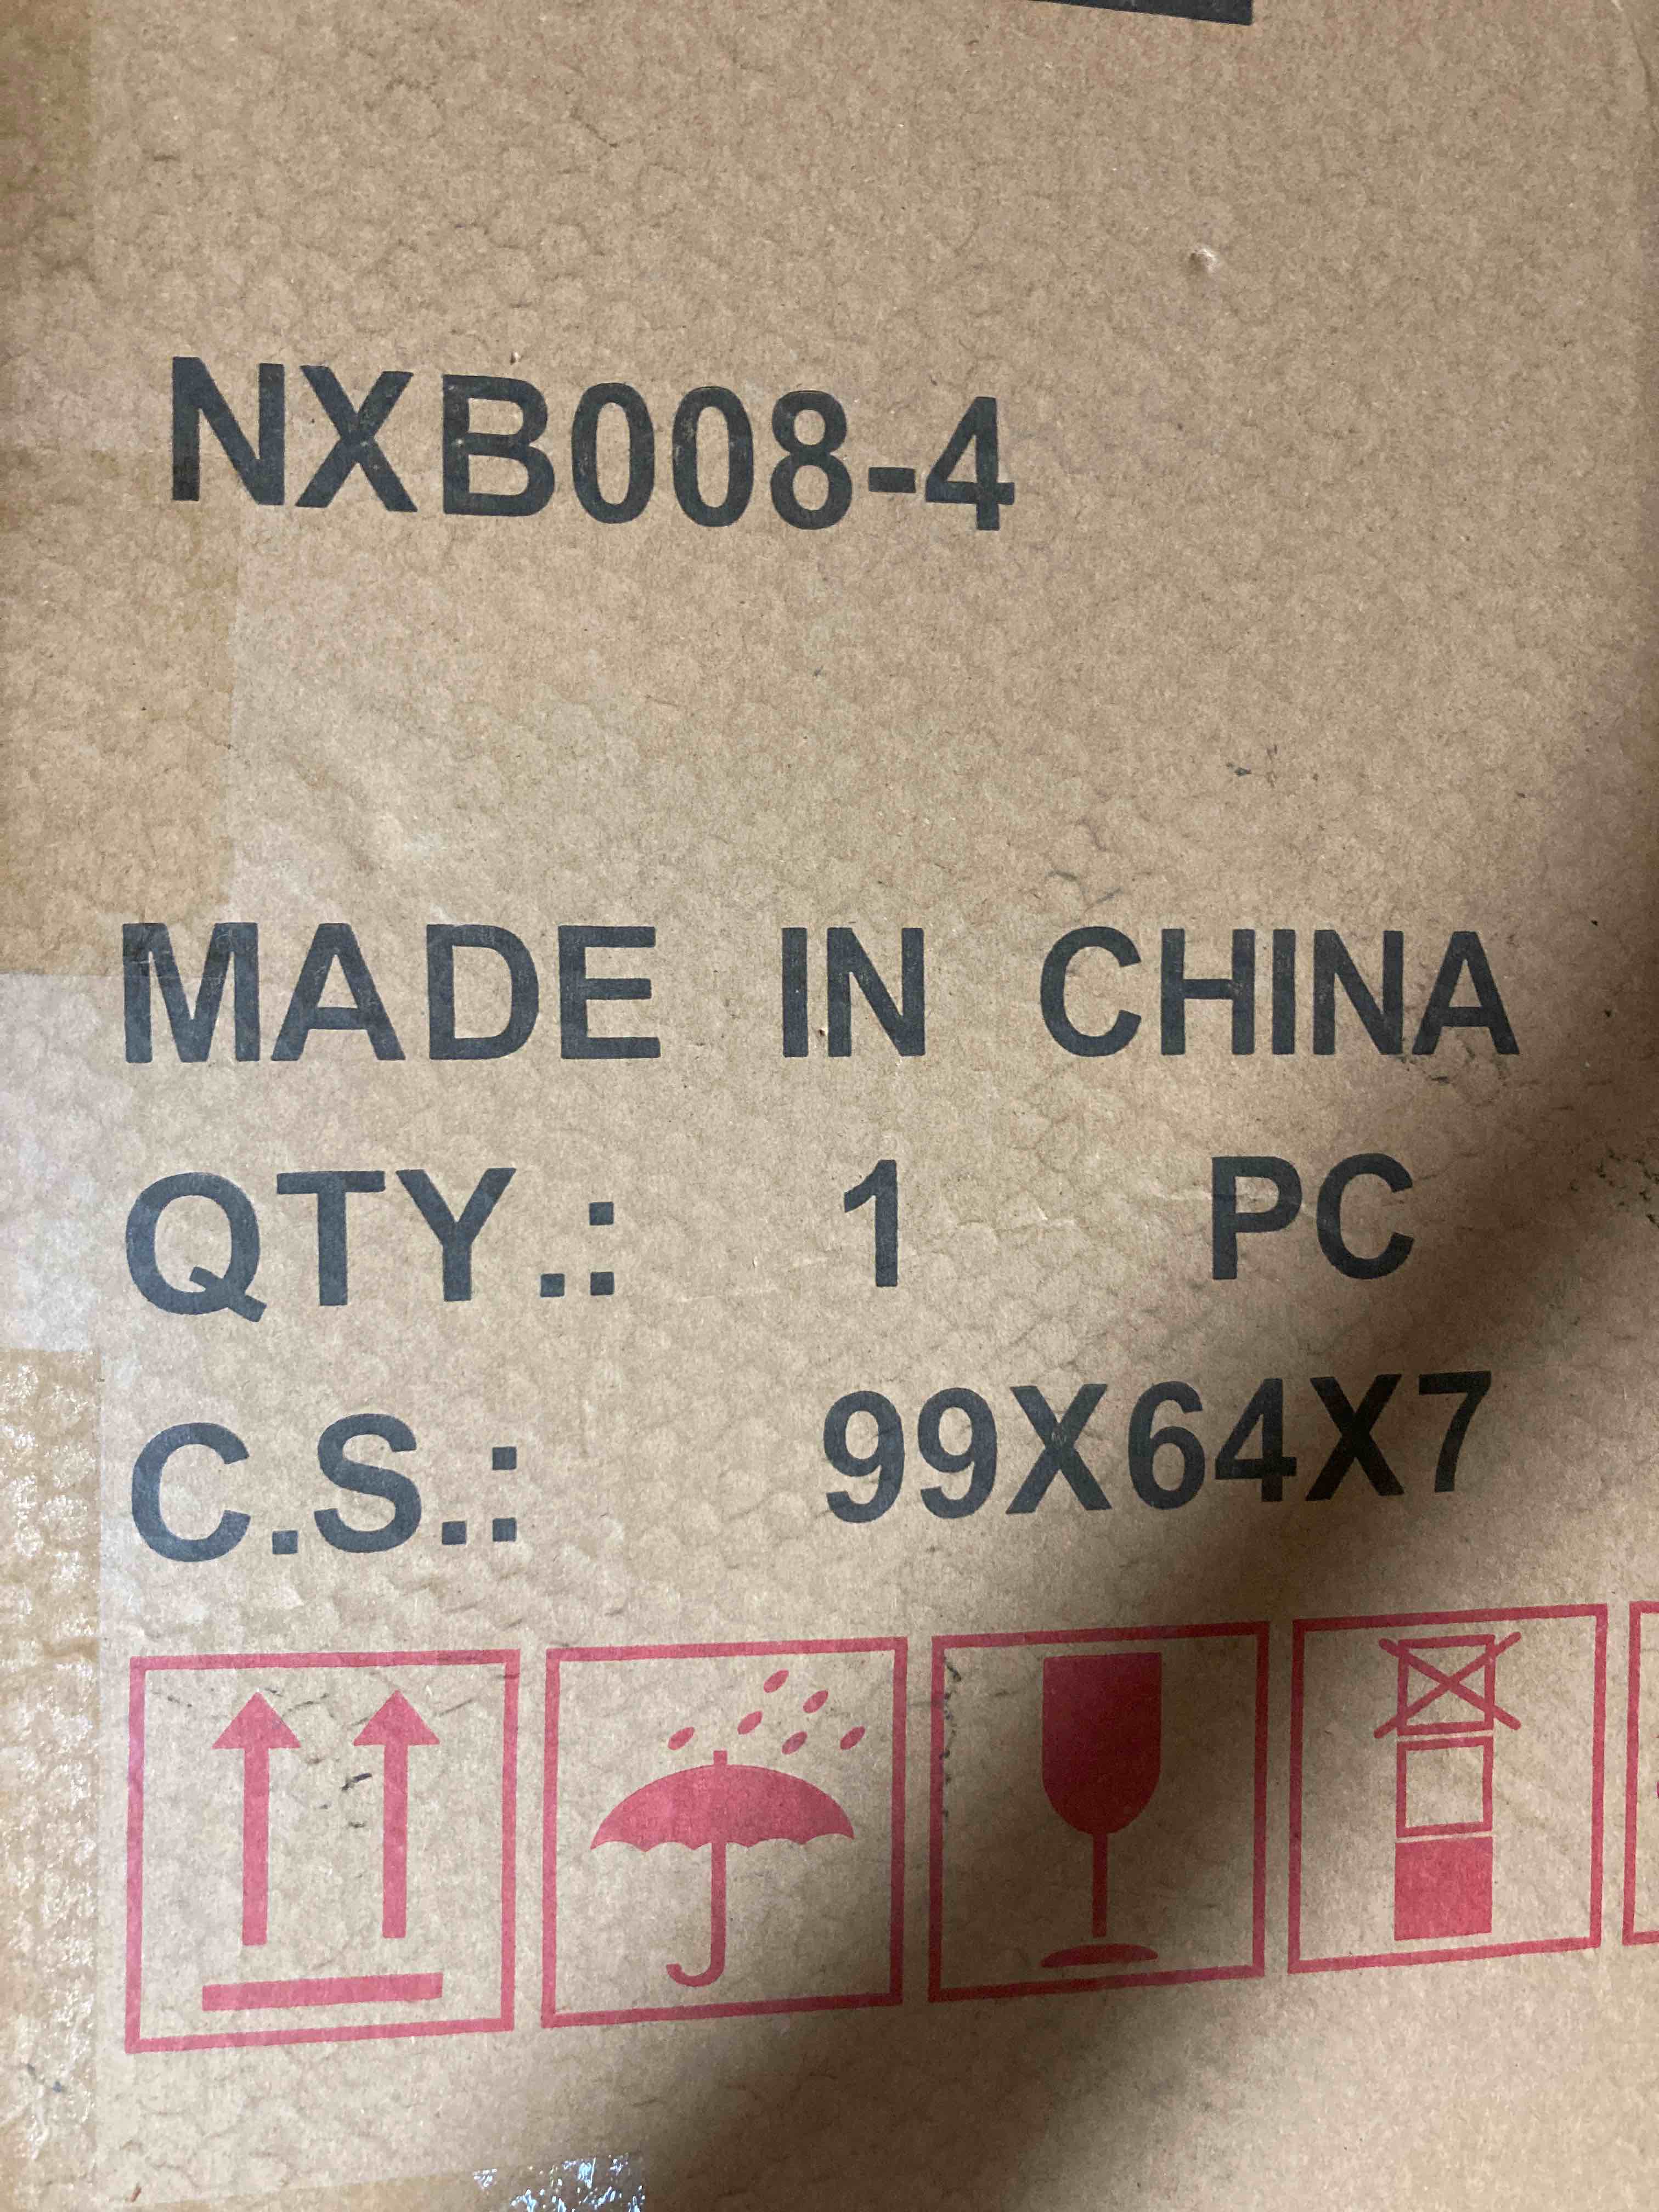 NXB008-4
MADE IN CHINA
QTY.: 1 PC
C.S.: 99X64X7